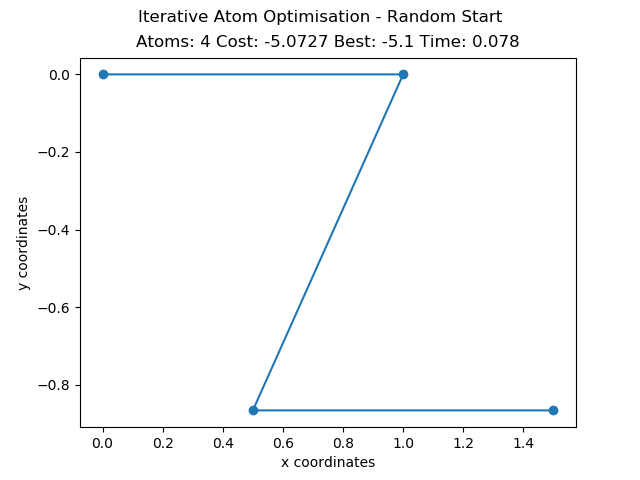 Iterative Atom Optimisation - Random Start
Atoms: 4 Cost: -5.0727 Best: -5.1 Time: 0.078
0.0
−0.2
−0.4
−0.6
−0.8
y coordinates
0.0 0.2 0.4 0.6 0.8 1.0 1.2 1.4
x coordinates